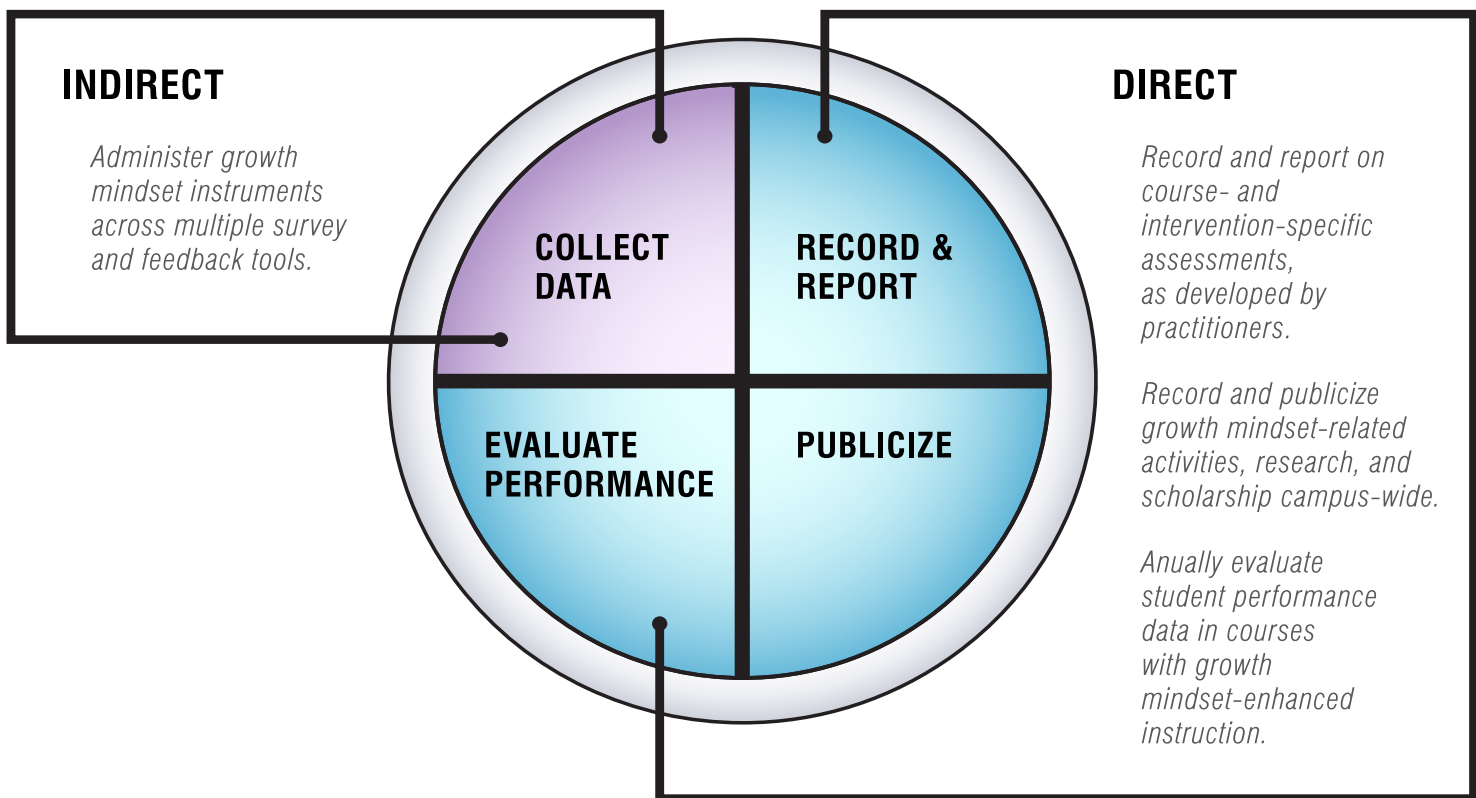 INDIRECT
Administer growth
mindset instruments
across multiple survey
and feedback tools.
COLLECT
DATA
RECORD &
REPORT
EVALUATE
PERFORMANCE
PUBLICIZE
DIRECT
Record and report on
course- and
intervention-specific
assessments,
as developed by
practitioners.
Record and publicize
growth mindset-related
activities, research, and
scholarship campus-wide.
Anually evaluate
student performance
data in courses
with growth
mindset-enhanced
instruction.